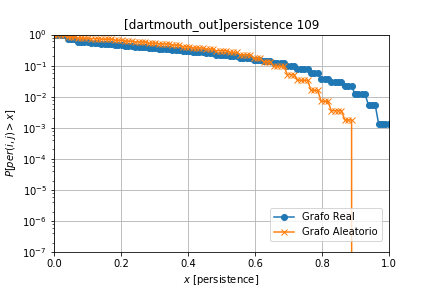 [dartmouth_out]persistence 109
P[per(i, j) > x]
10^0
10^-1
10^-2
10^-3
10^-4
10^-5
10^-6
10^-7
0.0 0.2 0.4 0.6 0.8 1.0
x [persistence]
Grafo Real
Grafo Aleatorio